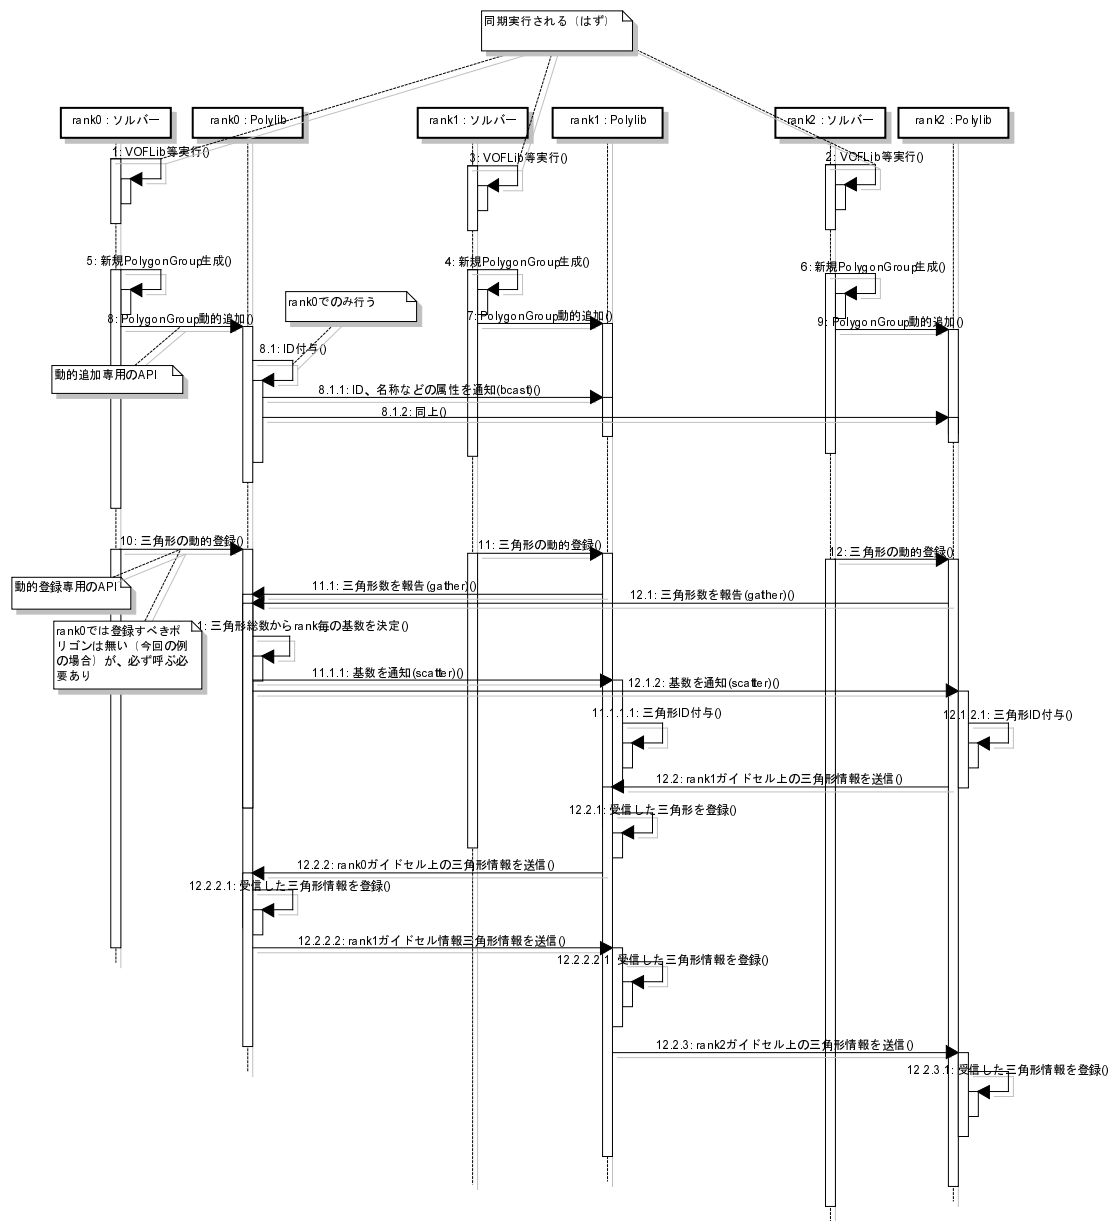 同期実行される（はず）
rank0 : ソルバー
rank0 : Polylib
rank1 : ソルバー
rank1 : Polylib
rank2 : ソルバー
rank2 : Polylib
1: VOFLib等実行()
3: VOFLib等実行()
2: VOFLib等実行()
5: 新規PolygonGroup生成()
4: 新規PolygonGroup生成()
6: 新規PolygonGroup生成()
rank0でのみ行う
8: PolygonGroup動的追加()
7: PolygonGroup動的追加()
9: PolygonGroup動的追加()
8.1: ID付与()
動的追加専用のAPI
8.1.1: ID、名称などの属性を通知(bcast)()
8.1.2: 同上()
10: 三角形の動的登録()
11: 三角形の動的登録()
12: 三角形の動的登録()
動的登録専用のAPI
11.1: 三角形数を報告(gather)()
12.1: 三角形数を報告(gather)()
rank0では登録すべきポ
リゴンは無い（今回の例
の場合）が、必ず呼ぶ必
要あり
1: 三角形総数からrank毎の基数を決定()
11.1.1: 基数を通知(scatter)()
12.1.2: 基数を通知(scatter)()
11.1.1.1: 三角形ID付与()
12.1.2.1: 三角形ID付与()
12.2: rank1ガイドセル上の三角形情報を送信()
12.2.1: 受信した三角形を登録()
12.2.2: rank0ガイドセル上の三角形情報を送信()
12.2.2.1: 受信した三角形情報を登録()
12.2.2.2: rank1ガイドセル情報三角形情報を送信()
12.2.2.2.1: 受信した三角形情報を登録()
12.2.3: rank2ガイドセル上の三角形情報を送信()
12.2.3.1: 受信した三角形情報を登録()